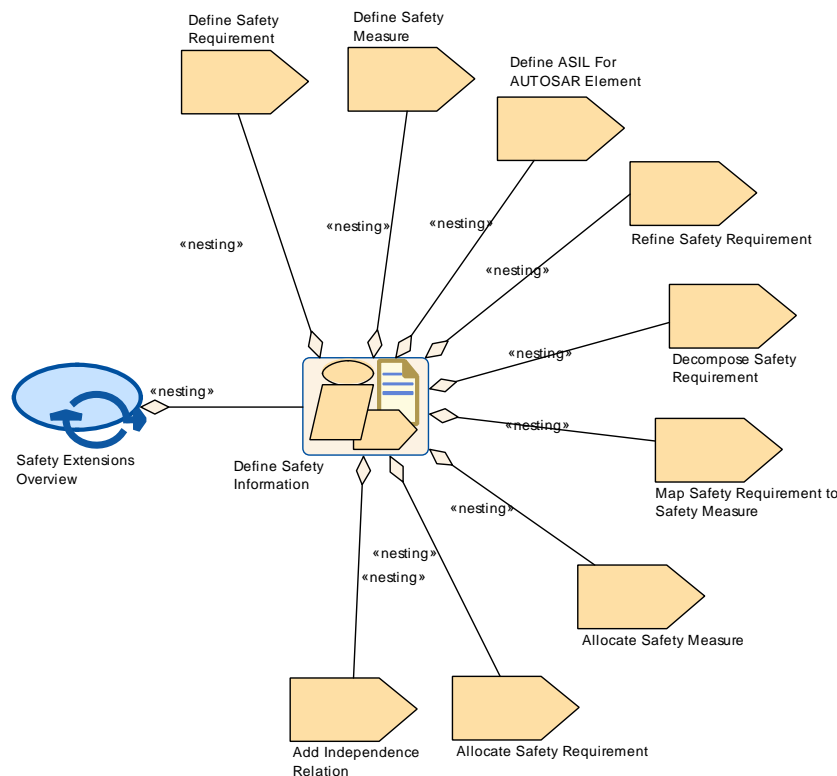 Define Safety
Requirement
Define Safety
Measure
Define ASIL For
AUTOSAR Element
«nesting»
«nesting»
«nesting»
Refine Safety Requirement
«nesting»
«nesting»
Decompose Safety
Requirement
«nesting»
Safety Extensions
Overview
Define Safety
Information
«nesting»
Map Safety Requirement to
Safety Measure
«nesting»
«nesting»
«nesting»
Allocate Safety Measure
Add Independence
Relation
Allocate Safety Requirement